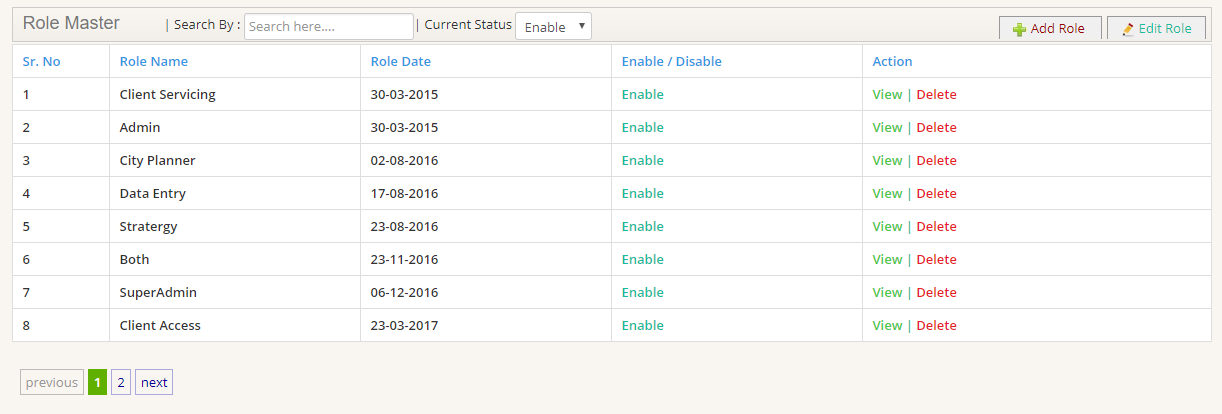 Role Master | Search By : Search here.... | Current Status Enable Add Role Edit Role
Sr. No Role Name Role Date Enable / Disable Action
1 Client Servicing 30-03-2015 Enable View | Delete
2 Admin 30-03-2015 Enable View | Delete
3 City Planner 02-08-2016 Enable View | Delete
4 Data Entry 17-08-2016 Enable View | Delete
5 Stratergy 23-08-2016 Enable View | Delete
6 Both 23-11-2016 Enable View | Delete
7 SuperAdmin 06-12-2016 Enable View | Delete
8 Client Access 23-03-2017 Enable View | Delete
previous 1 2 next